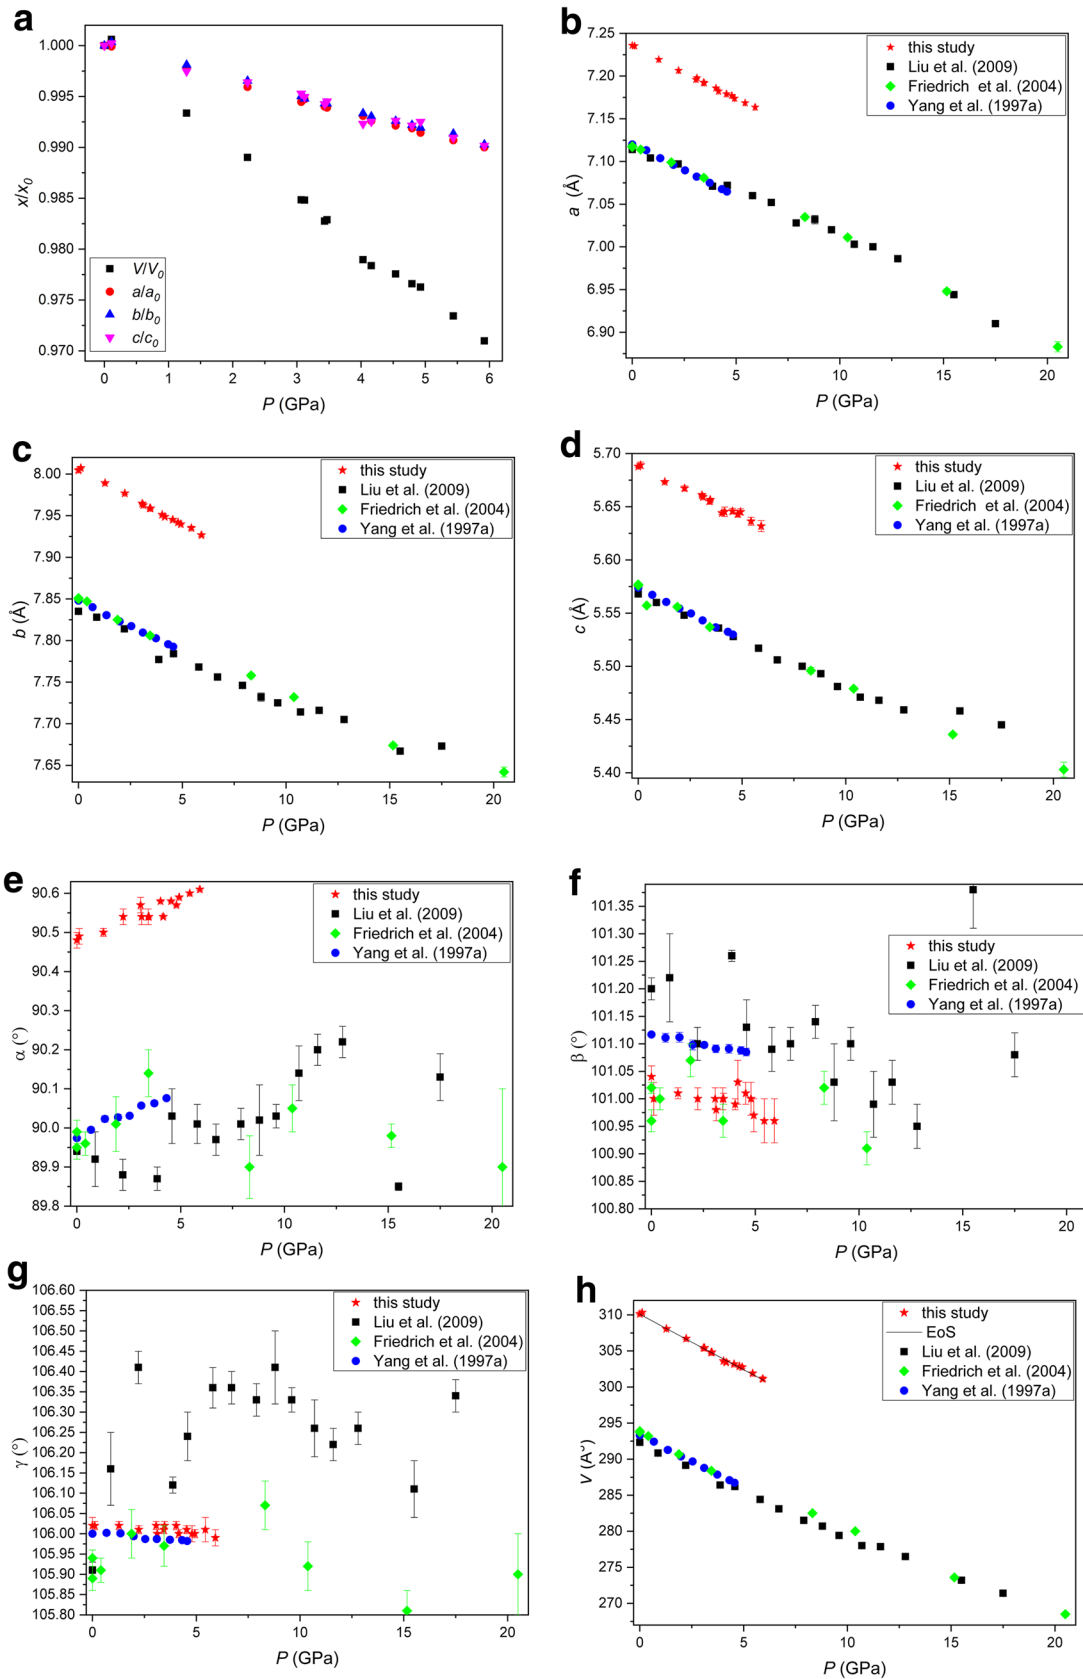 a
1.000
0.995
0.990
0.985
0.980
0.975
0.970
x/x0
V/V0
a/a0
b/b0
c/c0
0 1 2 3 4 5 6
P (GPa)
b
7.25
7.20
7.15
7.10
7.05
7.00
6.95
6.90
a (Å)
this study
Liu et al. (2009)
Friedrich et al. (2004)
Yang et al. (1997a)
0 5 10 15 20
P (GPa)
c
8.00
7.95
7.90
7.85
7.80
7.75
7.70
7.65
b (Å)
this study
Liu et al. (2009)
Friedrich et al. (2004)
Yang et al. (1997a)
0 5 10 15 20
P (GPa)
d
5.70
5.65
5.60
5.55
5.50
5.45
5.40
c (Å)
this study
Liu et al. (2009)
Friedrich et al. (2004)
Yang et al. (1997a)
0 5 10 15 20
P (GPa)
e
90.6
90.5
90.4
90.3
90.2
90.1
90.0
89.9
89.8
α (°)
this study
Liu et al. (2009)
Friedrich et al. (2004)
Yang et al. (1997a)
0 5 10 15 20
P (GPa)
f
101.35
101.30
101.25
101.20
101.15
101.10
101.05
101.00
100.95
100.90
100.85
100.80
β (°)
this study
Liu et al. (2009)
Friedrich et al. (2004)
Yang et al. (1997a)
0 5 10 15 20
P (GPa)
g
106.60
106.55
106.50
106.45
106.40
106.35
106.30
106.25
106.20
106.15
106.10
106.05
106.00
105.95
105.90
105.85
105.80
γ (°)
this study
Liu et al. (2009)
Friedrich et al. (2004)
Yang et al. (1997a)
0 5 10 15 20
P (GPa)
h
310
305
300
295
290
285
280
275
270
V (Å³)
this study
EoS
Liu et al. (2009)
Friedrich et al. (2004)
Yang et al. (1997a)
0 5 10 15 20
P (GPa)